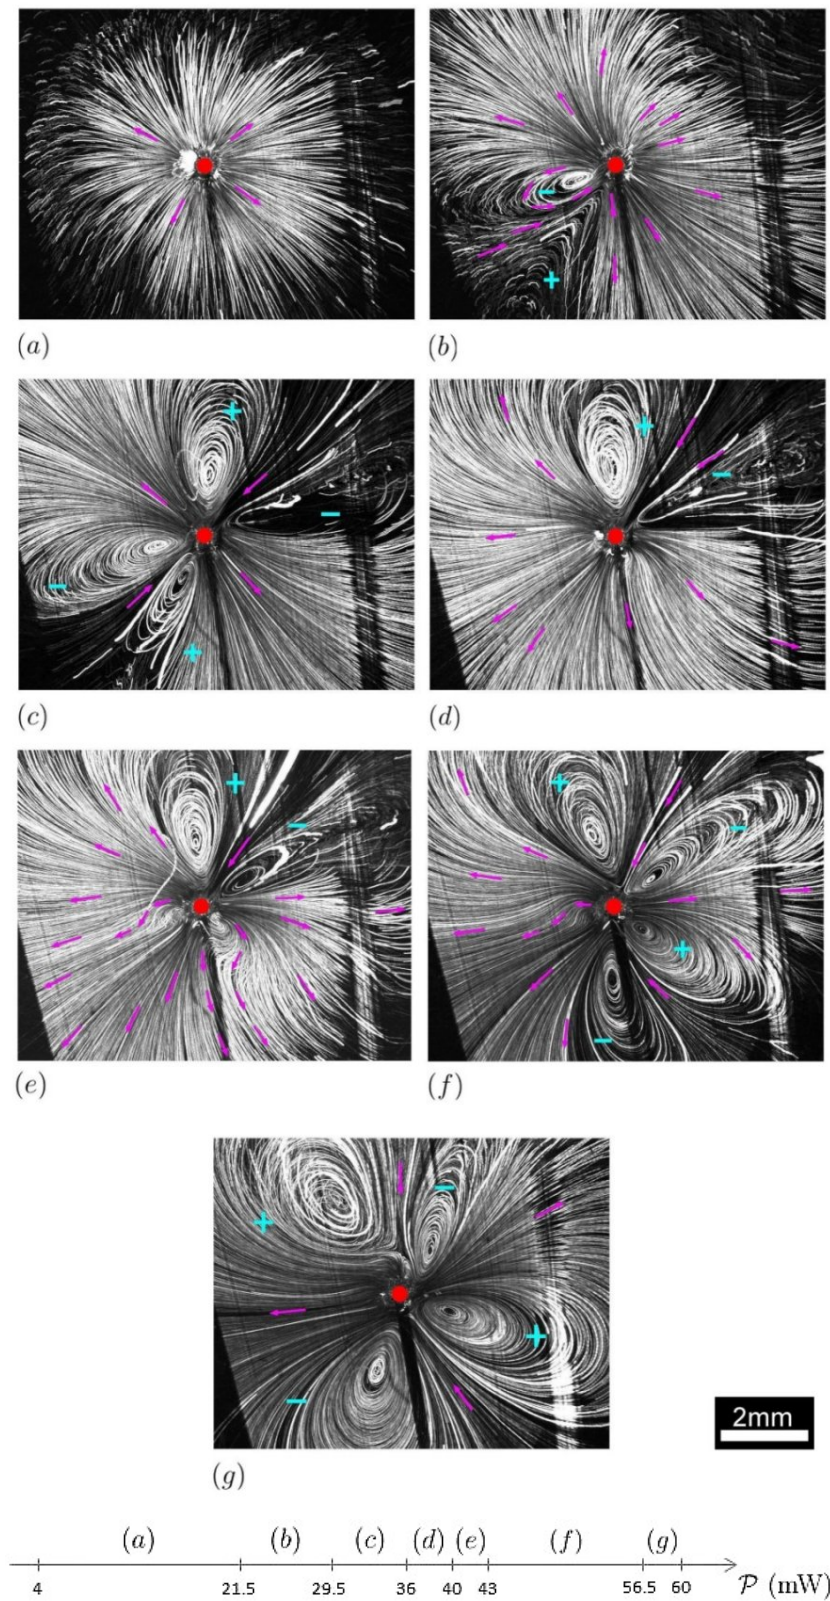 (a)
(b)
+
(c)
(d)
+
+
+
(e)
(f)
+
+
+
(g)
+
+
2mm
(a) (b) (c) (d) (e) (f) (g)
4 21.5 29.5 36 40 43 56.5 60 𝒫 (mW)